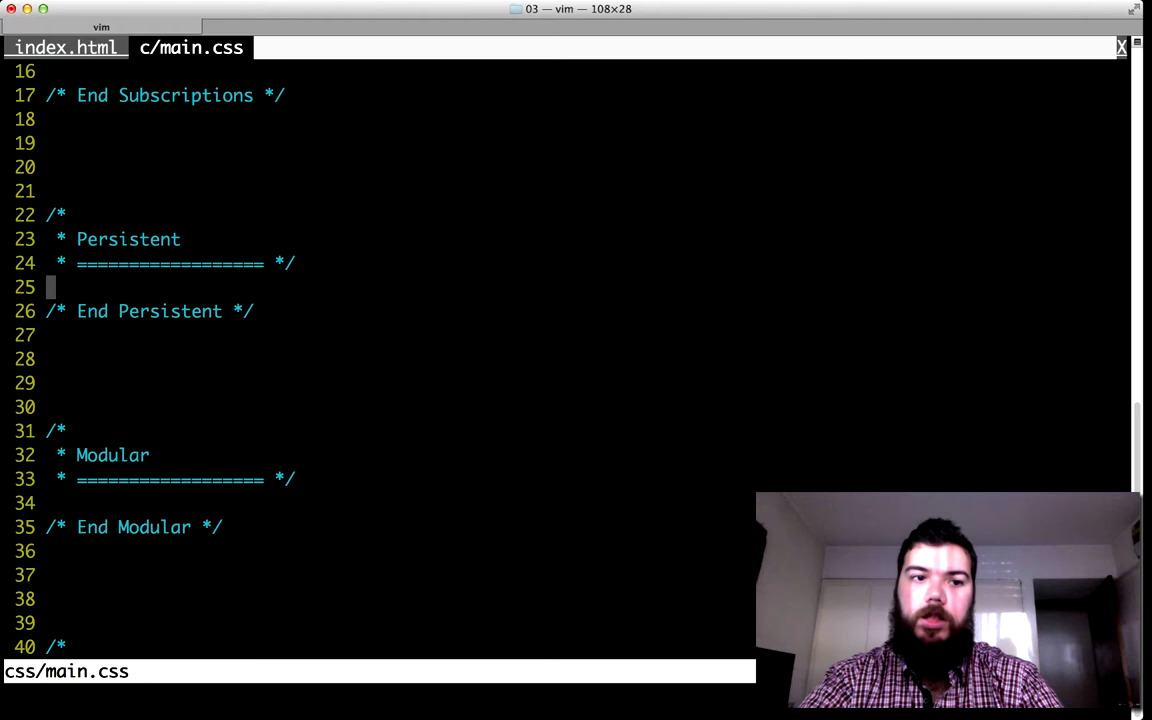 03 — vim — 108×28
vim
index.html c/main.css X
16
17 /* End Subscriptions */
18
19
20
21
22 /*
23  * Persistent
24  * ================== */
25
26 /* End Persistent */
27
28
29
30
31 /*
32  * Modular
33  * ================== */
34
35 /* End Modular */
36
37
38
39
40 /*
css/main.css